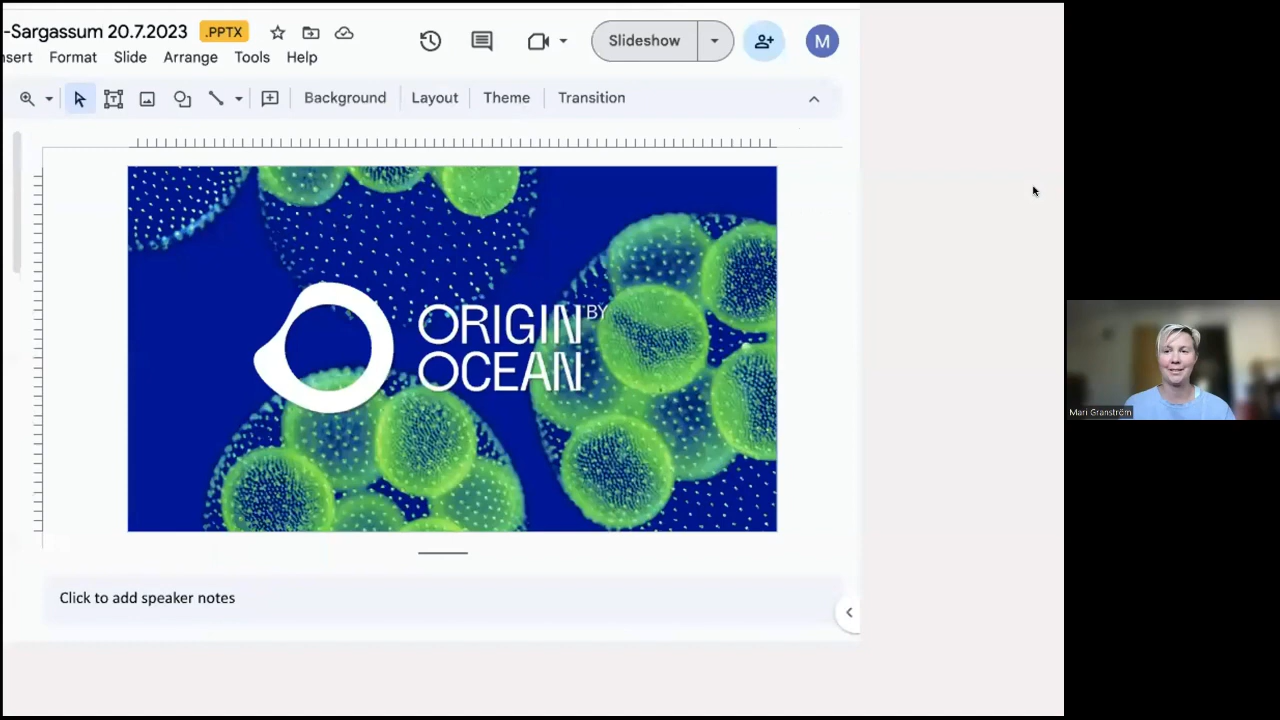 -Sargassum 20.7.2023 .PPTX
nsert Format Slide Arrange Tools Help
Slideshow
M
Background Layout Theme Transition
ORIGIN BY
OCEAN
Mari Granström
Click to add speaker notes